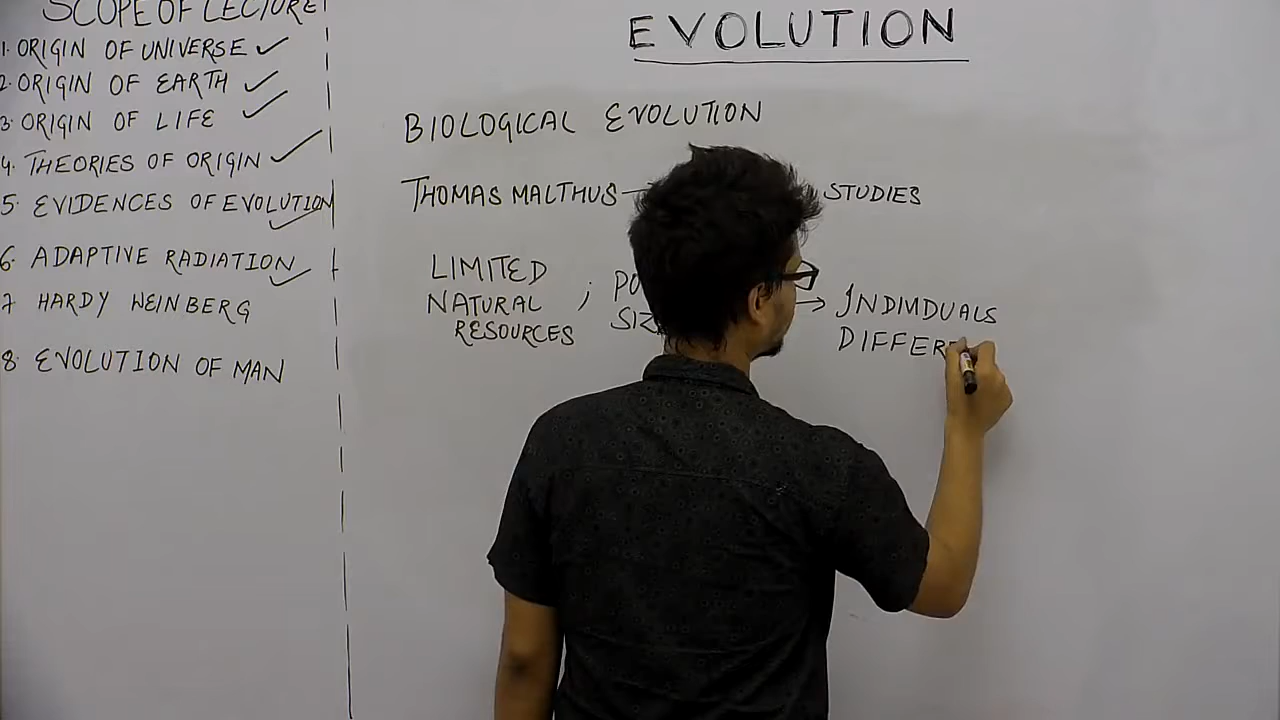 SCOPE OF LECTURE
1. ORIGIN OF UNIVERSE ✓
2. ORIGIN OF EARTH ✓
3. ORIGIN OF LIFE ✓
4. THEORIES OF ORIGIN ✓
5. EVIDENCES OF EVOLUTION ✓
6. ADAPTIVE RADIATION ✓
7 HARDY WEINBERG
8. EVOLUTION OF MAN
EVOLUTION
BIOLOGICAL EVOLUTION
THOMAS MALTHUS STUDIES
LIMITED
NATURAL ;
RESOURCES
→ INDIVIDUALS
DIFFER